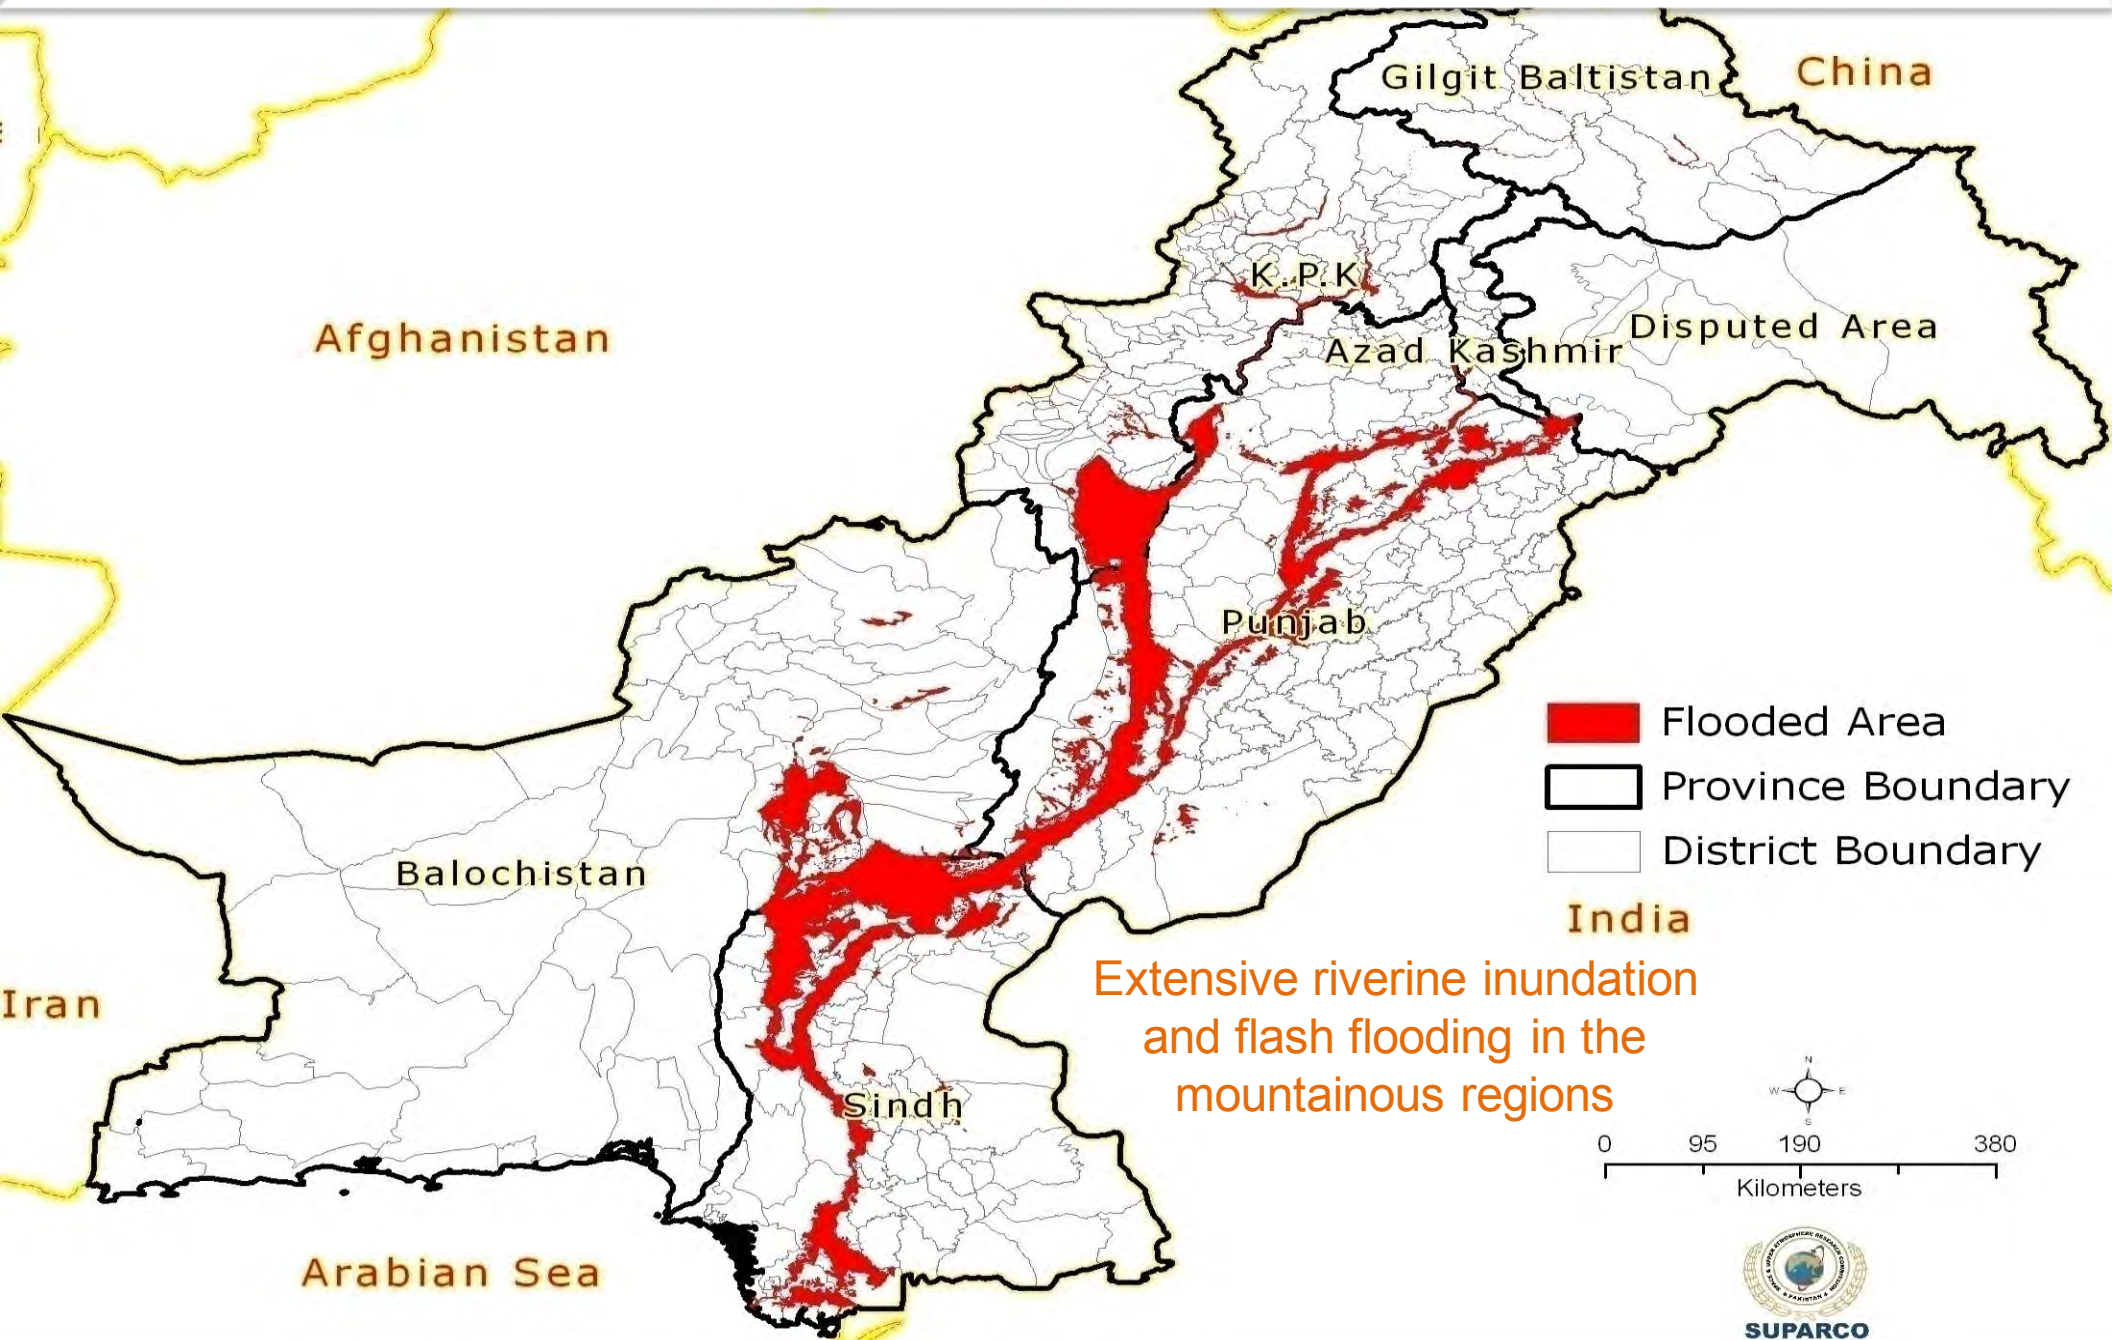 Gilgit Baltistan
China
K.P.K
Afghanistan
Disputed Area
Azad Kashmir
Punjab
Flooded Area
Province Boundary
District Boundary
Balochistan
India
Iran
Extensive riverine inundation
and flash flooding in the
mountainous regions
N
W E
S
Sindh
0 95 190 380
Kilometers
Arabian Sea
SUPARCO